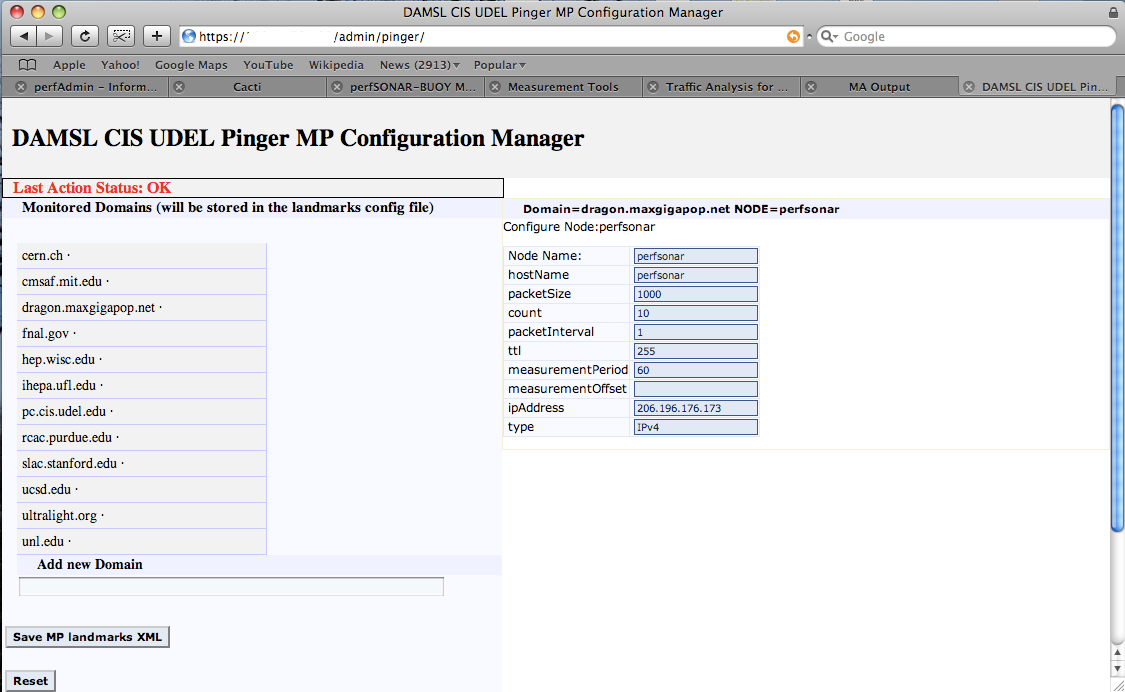 DAMSL CIS UDEL Pinger MP Configuration Manager
https:// /admin/pinger/
Google
Apple Yahoo! Google Maps YouTube Wikipedia News (2913) Popular
perfAdmin – Inform... Cacti perfSONAR-BUOY M... Measurement Tools Traffic Analysis for ... MA Output DAMSL CIS UDEL Pin...
DAMSL CIS UDEL Pinger MP Configuration Manager
Last Action Status: OK
Monitored Domains (will be stored in the landmarks config file)
cern.ch ·
cmsaf.mit.edu ·
dragon.maxgigapop.net ·
fnal.gov ·
hep.wisc.edu ·
ihepa.ufl.edu ·
pc.cis.udel.edu ·
rcac.purdue.edu ·
slac.stanford.edu ·
ucsd.edu ·
ultralight.org ·
unl.edu ·
Add new Domain
Save MP landmarks XML
Reset
Domain=dragon.maxgigapop.net NODE=perfsonar
Configure Node:perfsonar
Node Name: perfsonar
hostName perfsonar
packetSize 1000
count 10
packetInterval 1
ttl 255
measurementPeriod 60
measurementOffset
ipAddress 206.196.176.173
type IPv4